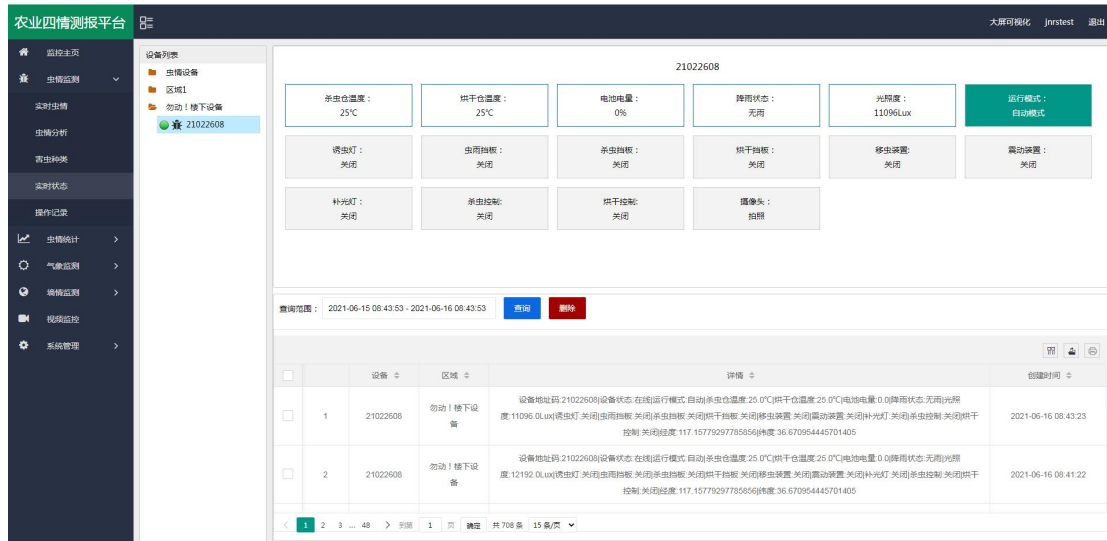 农业四情测报平台
大屏可视化 jnrstest 退出
监控主页
虫情监测
实时虫情
虫情分析
害虫种类
实时状态
操作记录
虫情统计
气象监测
墒情监测
视频监控
系统管理
设备列表
虫情设备
区域1
勿动！楼下设备
21022608
21022608
杀虫仓温度：
25℃
烘干仓温度：
25℃
电池电量：
0%
降雨状态：
无雨
光照度：
11096Lux
运行模式：
自动模式
诱虫灯：
关闭
虫雨挡板：
关闭
杀虫挡板：
关闭
烘干挡板：
关闭
移虫装置:
关闭
震动装置：
关闭
补光灯：
关闭
杀虫控制:
关闭
烘干控制:
关闭
摄像头：
拍照
查询范围： 2021-06-15 08:43:53 - 2021-06-16 08:43:53 查询 删除
设备 区域 详情 创建时间
1 21022608
勿动！楼下设
备
设备地址码:21022608|设备状态:在线|运行模式:自动|杀虫仓温度:25.0℃|烘干仓温度:25.0℃|电池电量:0.0|降雨状态:无雨|光照
度:11096.0Lux|诱虫灯:关闭|虫雨挡板:关闭|杀虫挡板:关闭|烘干挡板:关闭|移虫装置:关闭|震动装置:关闭|补光灯:关闭|杀虫控制:关闭|烘干
控制:关闭|经度:117.15779297785856|纬度:36.670954445701405
2021-06-16 08:43:23
2 21022608
勿动！楼下设
备
设备地址码:21022608|设备状态:在线|运行模式:自动|杀虫仓温度:25.0℃|烘干仓温度:25.0℃|电池电量:0.0|降雨状态:无雨|光照
度:12192.0Lux|诱虫灯:关闭|虫雨挡板:关闭|杀虫挡板:关闭|烘干挡板:关闭|移虫装置:关闭|震动装置:关闭|补光灯:关闭|杀虫控制:关闭|烘干
控制:关闭|经度:117.15779297785856|纬度:36.670954445701405
2021-06-16 08:41:22
1 2 3 … 48 到第 1 页 确定 共 708 条 15 条/页